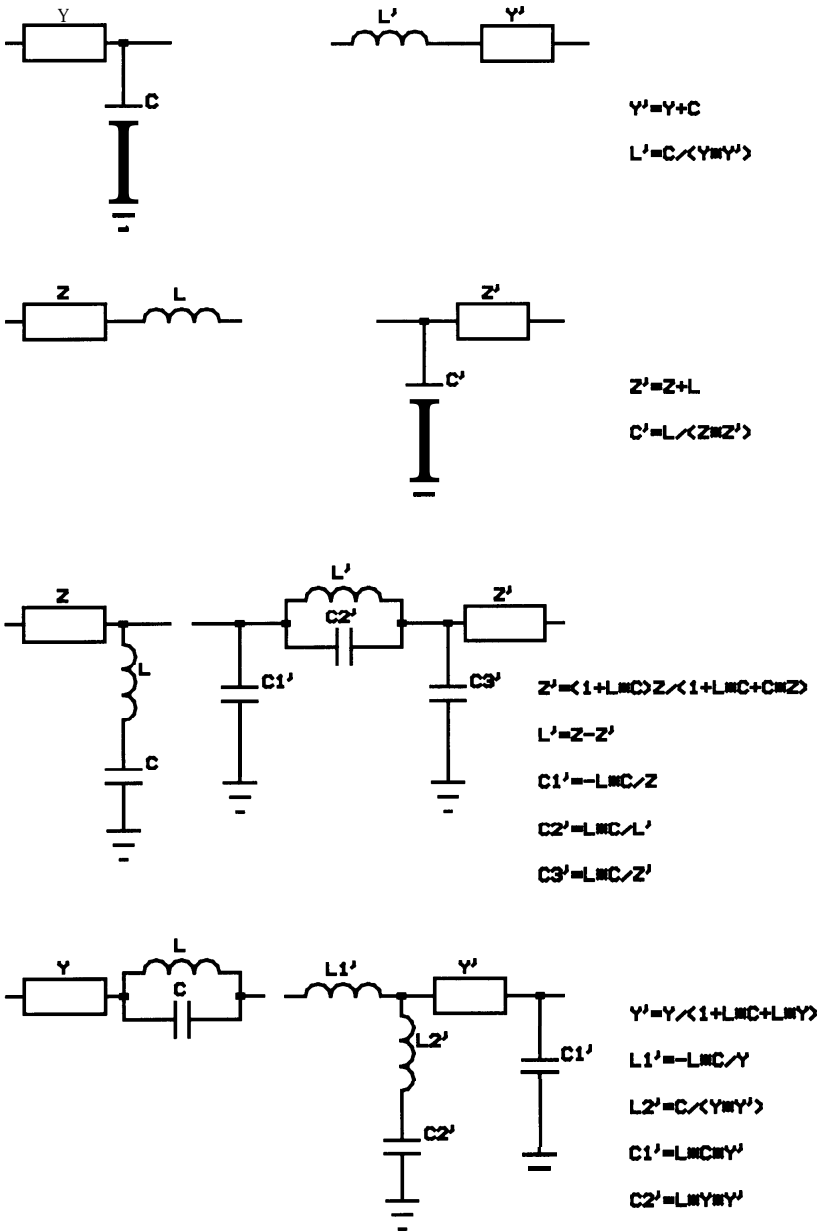 Y
L' Y'
C
Y'=Y+C
L'=C/(Y*Y')
Z L Z'
C'
Z'=Z+L
C'=L/(Z*Z')
L'
Z C2' Z'
L C1' C3'
Z'=(1+L*C)Z/(1+L*C+C*Z)
L'=Z-Z'
C
C1'=-L*C/Z
C2'=L*C/L'
C3'=L*C/Z'
L
Y C L1' Y'
Y'=Y/(1+L*C+L*Y)
L2' C1'
L1'=-L*C/Y
L2'=C/(Y*Y')
C2'
C1'=L*C*Y'
C2'=L*Y*Y'